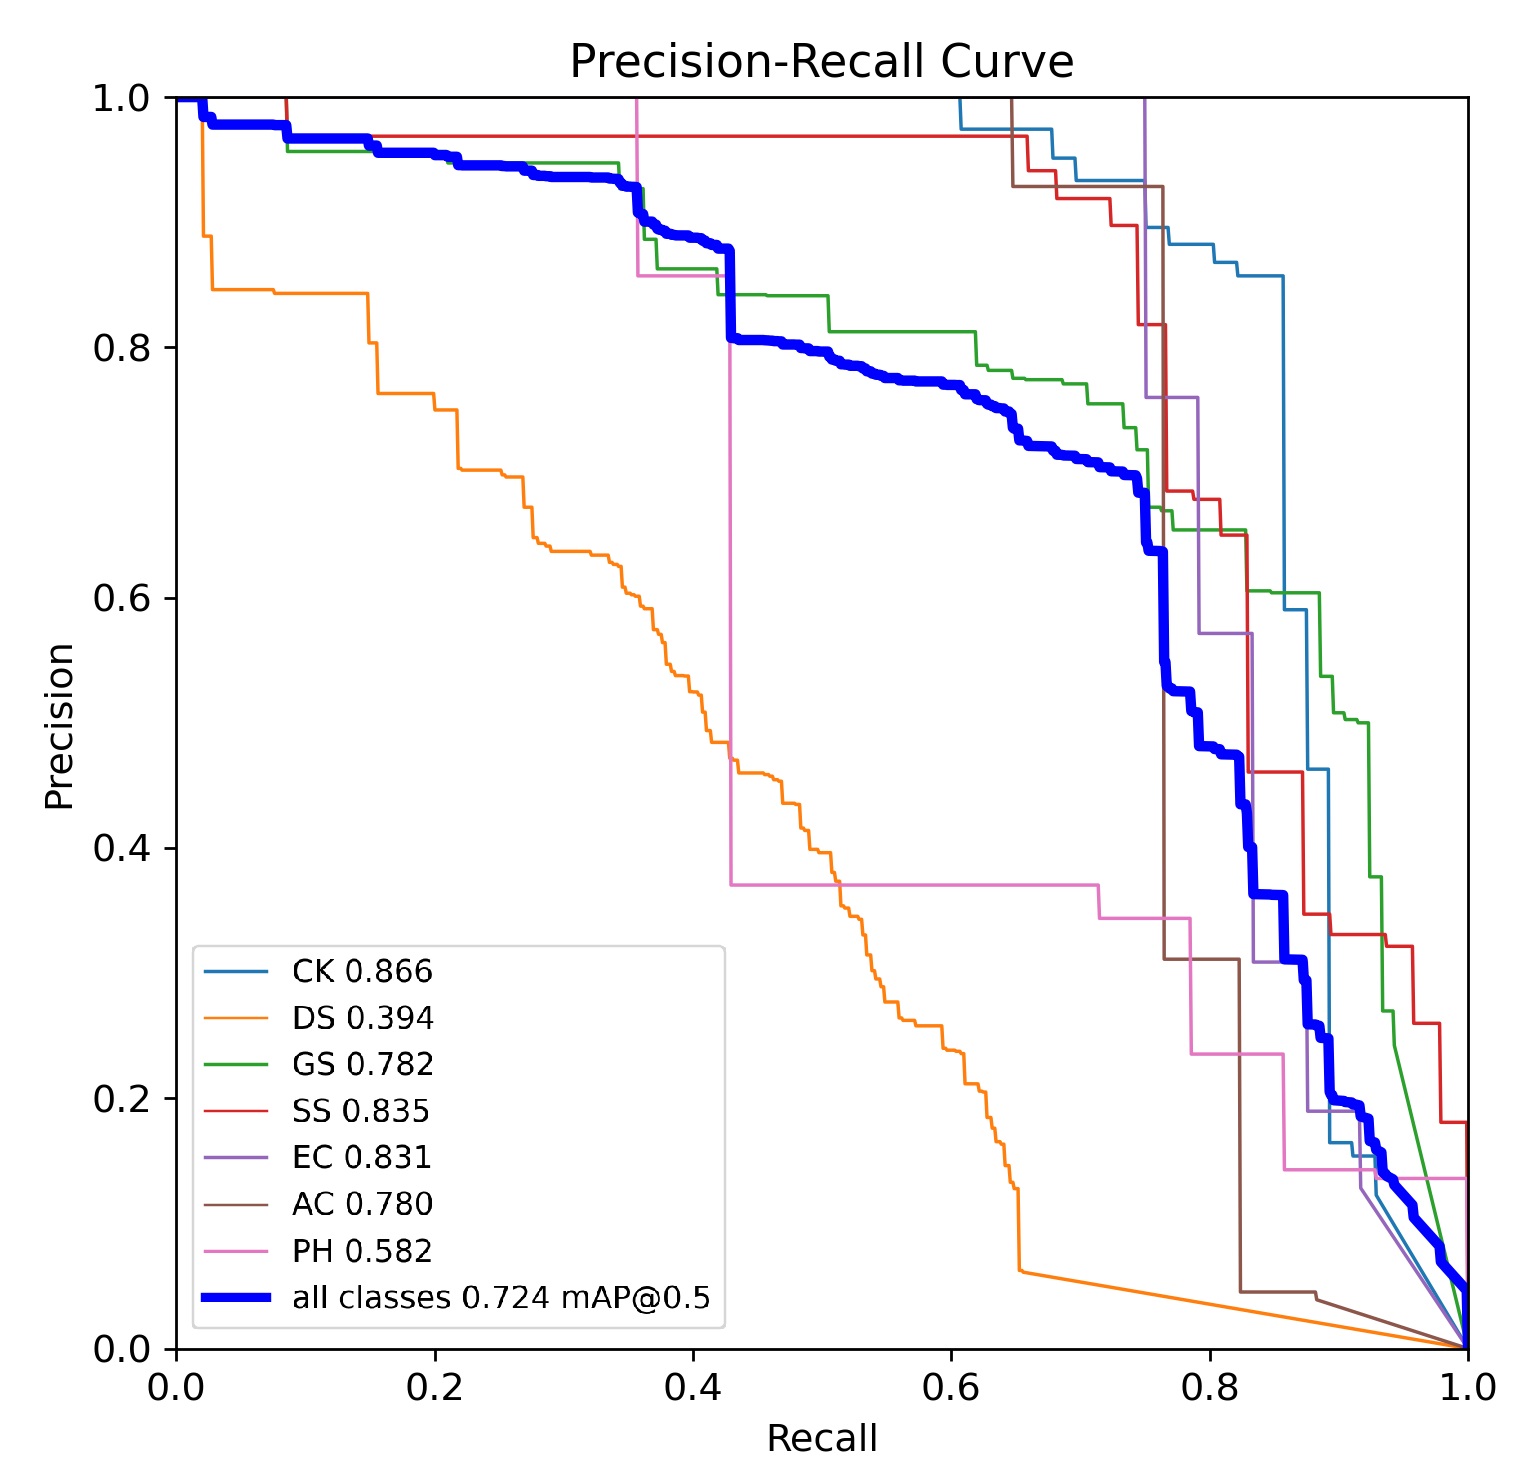 Precision-Recall Curve
1.0
0.8
0.6
0.4
0.2
0.0
Precision
CK 0.866
DS 0.394
GS 0.782
SS 0.835
EC 0.831
AC 0.780
PH 0.582
all classes 0.724 mAP@0.5
0.0 0.2 0.4 0.6 0.8 1.0
Recall